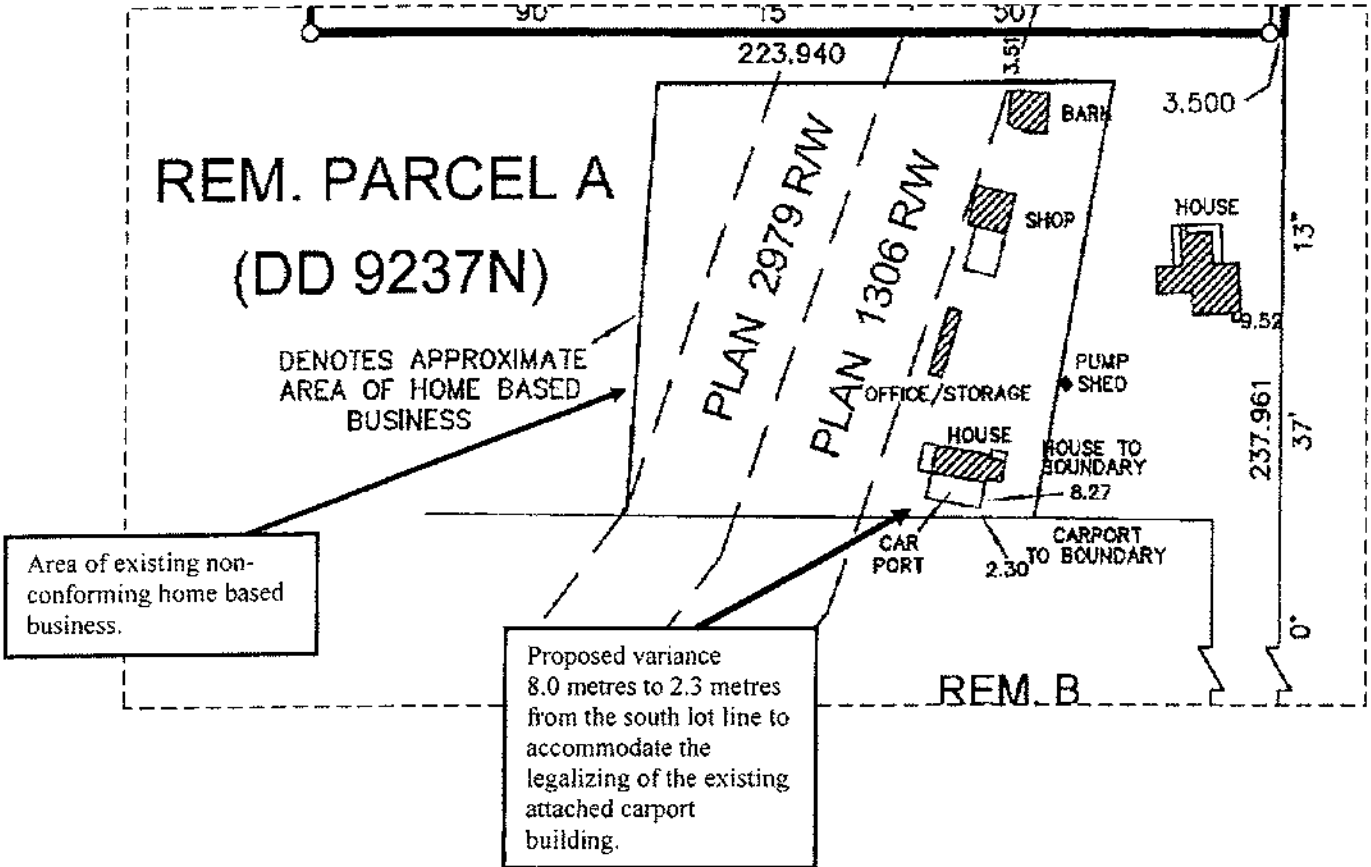 90 15 50
223.940
3.51
3.500
BARN
REM. PARCEL A
(DD 9237N)
PLAN 2979 R/W
PLAN 1306 R/W
SHOP
HOUSE
13"
9.52
DENOTES APPROXIMATE
AREA OF HOME BASED
BUSINESS
OFFICE/STORAGE
PUMP
SHED
237.961
37'
HOUSE
HOUSE TO
BOUNDARY
8.27
CAR
PORT
2.30
CARPORT
TO BOUNDARY
0°
REM. B
Area of existing non-
conforming home based
business.
Proposed variance
8.0 metres to 2.3 metres
from the south lot line to
accommodate the
legalizing of the existing
attached carport
building.